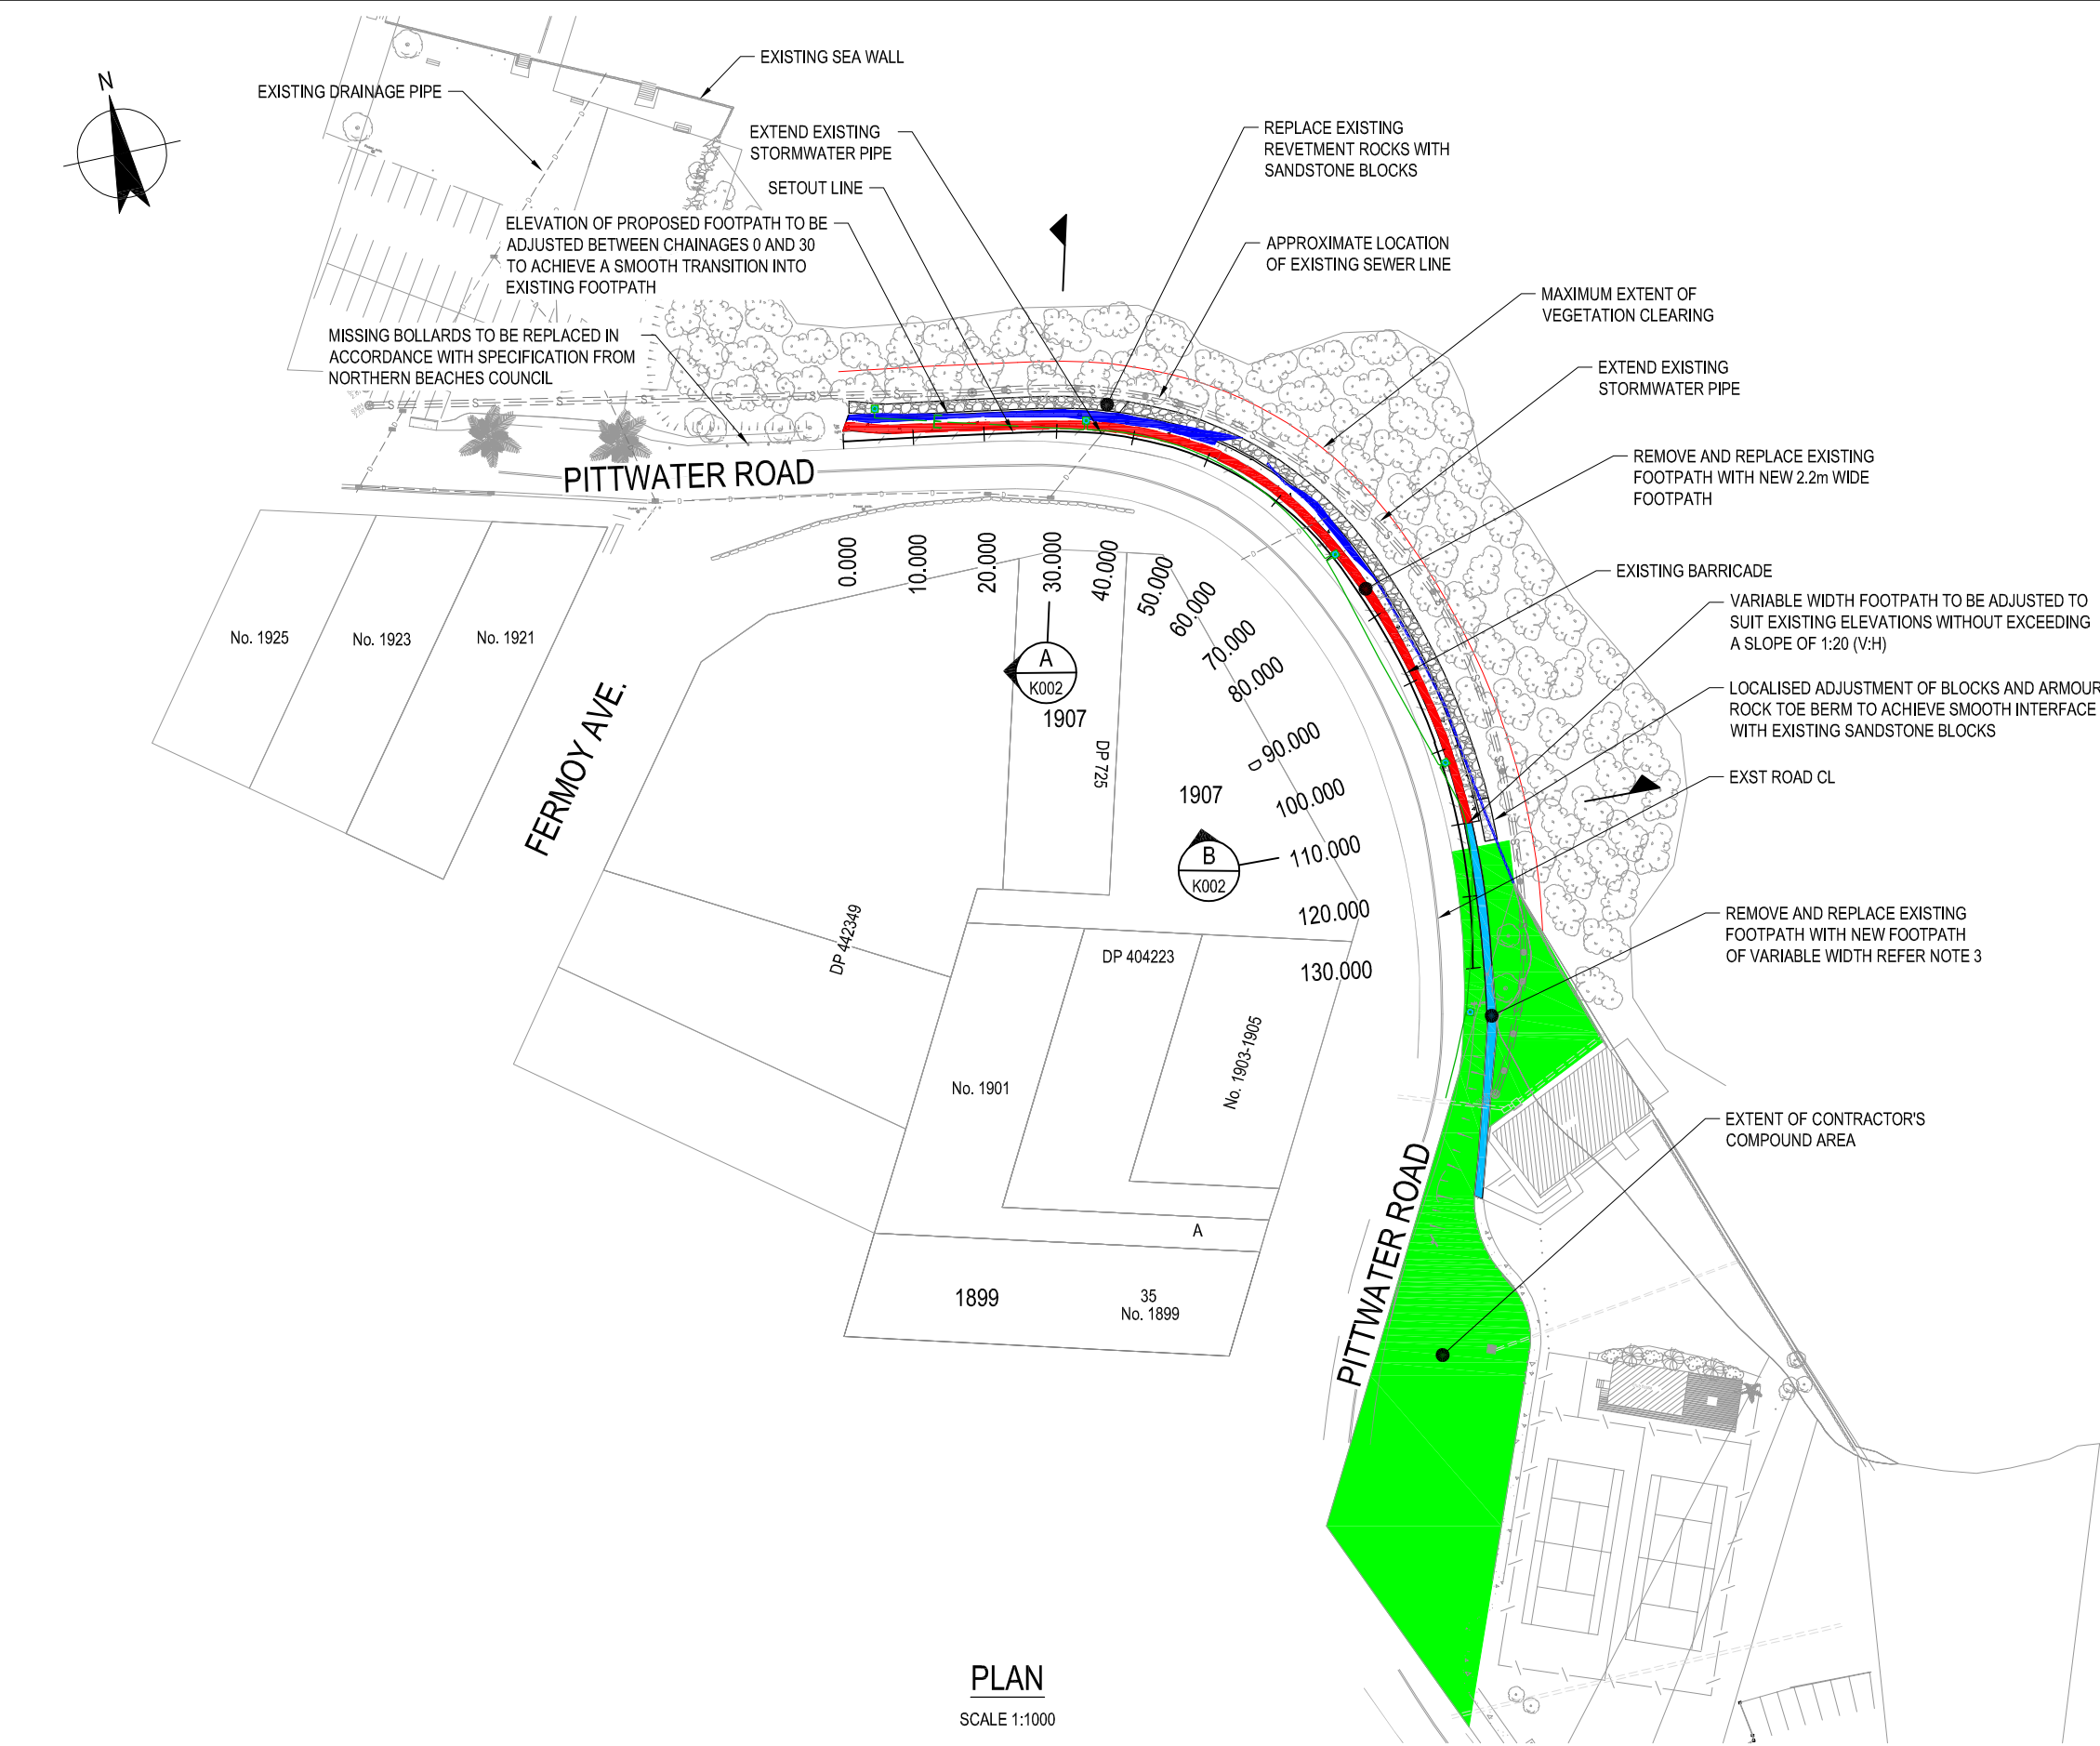 N
EXISTING SEA WALL
EXISTING DRAINAGE PIPE
EXTEND EXISTING
STORMWATER PIPE
SETOUT LINE
ELEVATION OF PROPOSED FOOTPATH TO BE
ADJUSTED BETWEEN CHAINAGES 0 AND 30
TO ACHIEVE A SMOOTH TRANSITION INTO
EXISTING FOOTPATH
MISSING BOLLARDS TO BE REPLACED IN
ACCORDANCE WITH SPECIFICATION FROM
NORTHERN BEACHES COUNCIL
REPLACE EXISTING
REVETMENT ROCKS WITH
SANDSTONE BLOCKS
APPROXIMATE LOCATION
OF EXISTING SEWER LINE
MAXIMUM EXTENT OF
VEGETATION CLEARING
EXTEND EXISTING
STORMWATER PIPE
REMOVE AND REPLACE EXISTING
FOOTPATH WITH NEW 2.2m WIDE
FOOTPATH
EXISTING BARRICADE
VARIABLE WIDTH FOOTPATH TO BE ADJUSTED TO
SUIT EXISTING ELEVATIONS WITHOUT EXCEEDING
A SLOPE OF 1:20 (V:H)
LOCALISED ADJUSTMENT OF BLOCKS AND ARMOUR
ROCK TOE BERM TO ACHIEVE SMOOTH INTERFACE
WITH EXISTING SANDSTONE BLOCKS
EXST ROAD CL
REMOVE AND REPLACE EXISTING
FOOTPATH WITH NEW FOOTPATH
OF VARIABLE WIDTH REFER NOTE 3
EXTENT OF CONTRACTOR'S
COMPOUND AREA
PITTWATER ROAD
0.000
10.000
20.000
30.000
40.000
50.000
60.000
70.000
80.000
90.000
100.000
110.000
120.000
130.000
No. 1925
No. 1923
No. 1921
FERMOY AVE.
A
K002
1907
DP 725
D
1907
B
K002
DP 442349
DP 404223
No. 1901
No. 1903-1905
A
1899
35
No. 1899
PITTWATER ROAD
PLAN
SCALE 1:1000